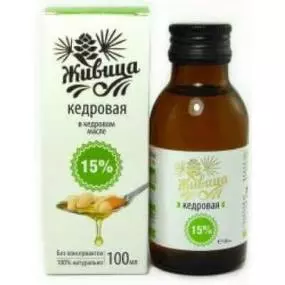 Живица
кедровая
в кедровом
масле
15%
Без консервантов
100% натурально
100мл
Живица
кедровая
15%